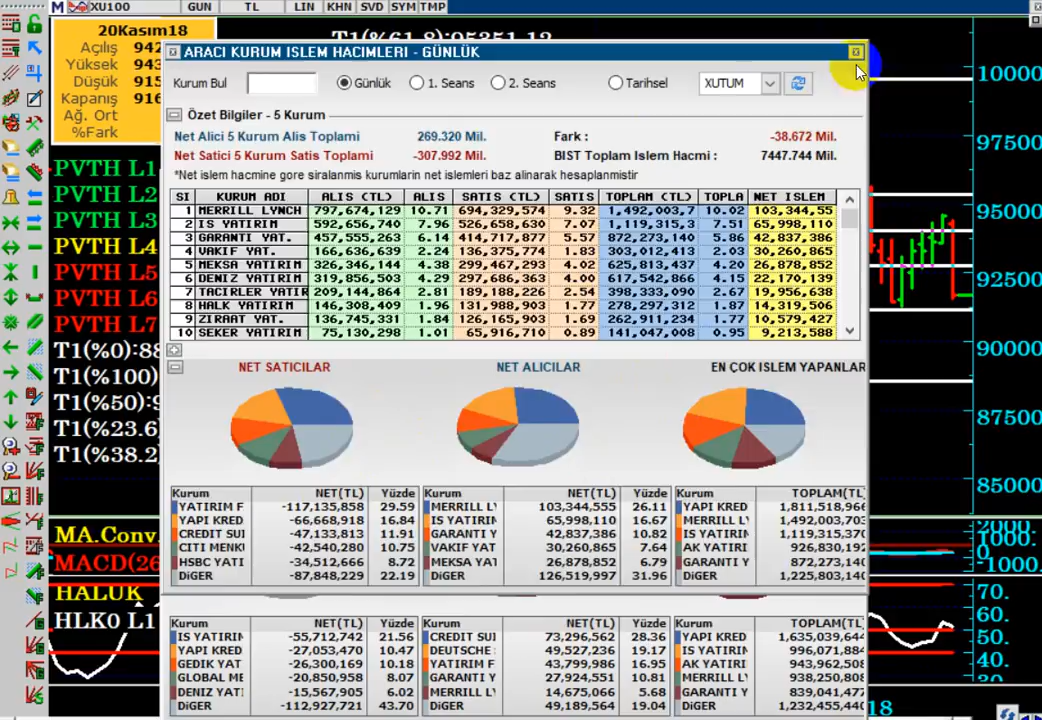 M XU100 GUN TL LIN KHN SVD SYM TMP
20Kasım18
Açılış 942
Yüksek 943
Düşük 915
Kapanış 916
Ağ. Ort
%Fark
T1(%61,8):95351.12
ARACI KURUM ISLEM HACIMLERI - GÜNLÜK
Kurum Bul Günlük 1. Seans 2. Seans Tarihsel XUTUM
Özet Bilgiler - 5 Kurum
Net Alici 5 Kurum Alis Toplami 269.320 Mil. Fark : -38.672 Mil.
Net Satici 5 Kurum Satis Toplami -307.992 Mil. BIST Toplam Islem Hacmi : 7447.744 Mil.
*Net islem hacmine gore siralanmis kurumlarin net islemleri baz alinarak hesaplanmistir
SI KURUM ADI ALIS (TL) ALIS SATIS (TL) SATIS TOPLAM (TL) TOPLA NET ISLEM
1 MERRILL LYNCH 797,674,129 10.71 694,329,574 9.32 1,492,003,7 10.02 103,344,55
2 IS YATIRIM 592,656,740 7.96 526,658,630 7.07 1,119,315,3 7.51 65,998,110
3 GARANTI YAT. 457,555,263 6.14 414,717,877 5.57 872,273,140 5.86 42,837,386
4 VAKIF YAT. 166,636,639 2.24 136,375,774 1.83 303,012,413 2.03 30,260,865
5 MEKSA YATIRIM 326,346,144 4.38 299,467,293 4.02 625,813,437 4.20 26,878,852
6 DENIZ YATIRIM 319,856,503 4.29 297,686,363 4.00 617,542,866 4.15 22,170,139
7 TACIRLER YATIR 209,144,864 2.81 189,188,226 2.54 398,333,090 2.67 19,956,638
8 HALK YATIRIM 146,308,409 1.96 131,988,903 1.77 278,297,312 1.87 14,319,506
9 ZIRAAT YAT. 136,745,331 1.84 126,165,903 1.69 262,911,234 1.77 10,579,427
10 SEKER YATIRIM 75,130,298 1.01 65,916,710 0.89 141,047,008 0.95 9,213,588
NET SATICILAR NET ALICILAR EN ÇOK ISLEM YAPANLAR
Kurum NET(TL) Yüzde Kurum NET(TL) Yüzde Kurum TOPLAM(TL)
YATIRIM F -117,135,858 29.59 MERRILL LY 103,344,555 26.11 YAPI KRED 1,811,518,966
YAPI KRED -66,668,918 16.84 IS YATIRIM 65,998,110 16.67 MERRILL L 1,492,003,703
CREDIT SUI -47,133,813 11.91 GARANTI Y 42,837,386 10.82 IS YATIRIN 1,119,315,370
CITI MENKU -42,540,280 10.75 VAKIF YAT 30,260,865 7.64 AK YATIRI 926,830,192
HSBC YATI -34,512,666 8.72 MEKSA YAT 26,878,852 6.79 GARANTI Y 872,273,140
DiGER -87,848,229 22.19 DiGER 126,519,997 31.96 DiGER 1,225,803,140
Kurum NET(TL) Yüzde Kurum NET(TL) Yüzde Kurum TOPLAM(TL)
IS YATIRIM -55,712,742 21.56 CREDIT SUI 73,296,562 28.36 YAPI KRED 1,635,039,644
YAPI KRED -27,053,470 10.47 DEUTSCHE 49,527,236 19.17 IS YATIRIN 996,071,884
GEDIK YAT -26,300,169 10.18 YATIRIM F 43,799,986 16.95 AK YATIRI 943,962,508
GLOBAL ME -20,850,958 8.07 GARANTI Y 27,924,551 10.81 GARANTI Y 938,250,808
DENIZ YATI -15,567,905 6.02 MERRILL LY 14,675,066 5.68 MERRILL L 839,041,477
DiGER -112,927,721 43.70 DiGER 49,189,564 19.04 DiGER 1,232,455,440
PVTH L1
PVTH L2
PVTH L3
PVTH L4
PVTH L5
PVTH L6
PVTH L7
T1(%0):88
T1(%100)
T1(%50):9
T1(%23.6)
T1(%38.2)
MA.Conv
MACD(26
HALUK
HLK0 L1
10000
97500
95000
92500
90000
87500
85000
2000.
0.
-1000.
70.
60.
50.
40.
30.
18